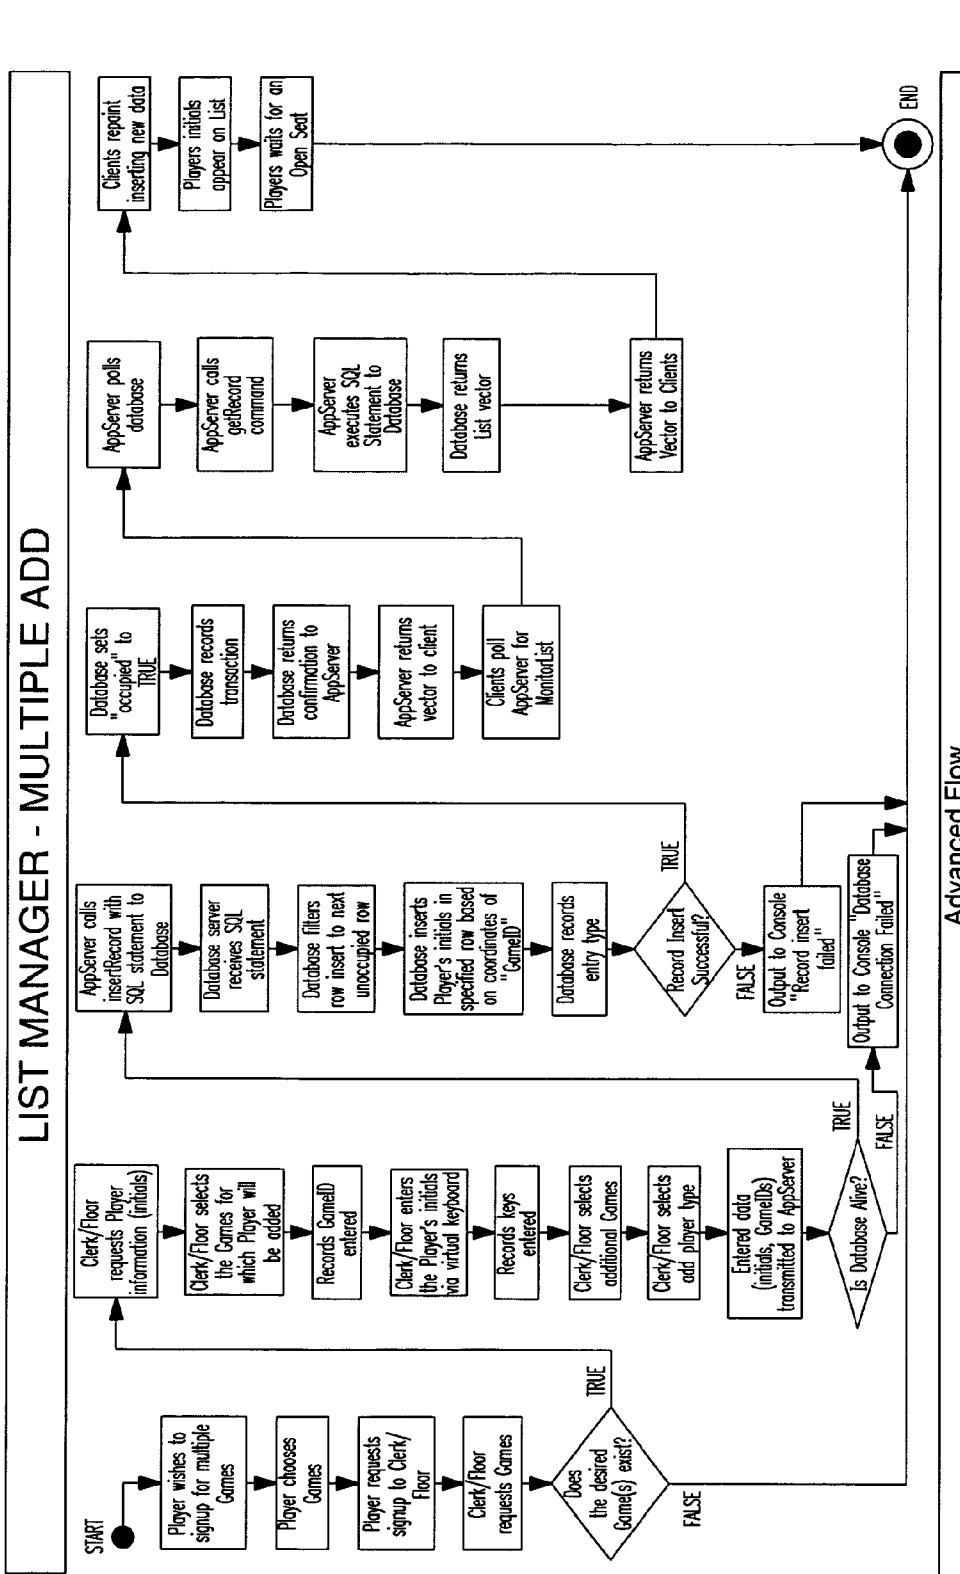 LIST MANAGER - MULTIPLE ADD
START
Player wishes to
signup for multiple
Games
Player chooses
Games
Player requests
signup to Clerk/
Floor
Clerk/Floor
requests Games
Does
the desired
Game(s) exist?
TRUE
FALSE
Clerk/Floor
requests Player
information (initials)
Clerk/Floor selects
the Games for
which Player will
be added
Records GameID
entered
Clerk/Floor enters
the Player's initials
via virtual keyboard
Records keys
entered
Clerk/Floor selects
additional Games
Clerk/Floor selects
add player type
Entered data
(initials, GameIDs)
transmitted to AppServer
Is Database Alive?
TRUE
FALSE
AppServer calls
insertRecord with
SQL statement to
Database
Database server
receives SQL
statement
Database filters
row insert to next
unoccupied row
Database inserts
Player's initials in
specified row based
on coordinates of
"GameID"
Database records
entry type
Record Insert
Successful?
TRUE
FALSE
Output to Console
"Record insert
failed"
Output to Console "Database
Connection Failed"
Database sets
"occupied" to
TRUE
Database records
transaction
Database returns
confirmation to
AppServer
AppServer returns
vector to client
Clients poll
AppServer for
MonitorList
AppServer polls
database
AppServer calls
getRecord
command
AppServer
executes SQL
Statement to
Database
Database returns
List vector
AppServer returns
Vector to Clients
Clients repaint
inserting new data
Players initials
appear on List
Players waits for an
Open Seat
END
Advanced Flow